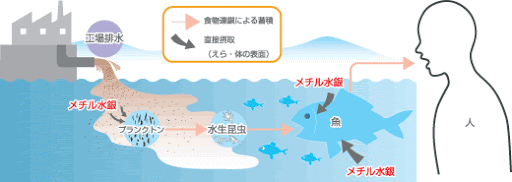 工場排水
食物連鎖による蓄積
直接摂取
(えら・体の表面)
メチル水銀
メチル水銀
プランクトン
水生昆虫
魚
人
メチル水銀